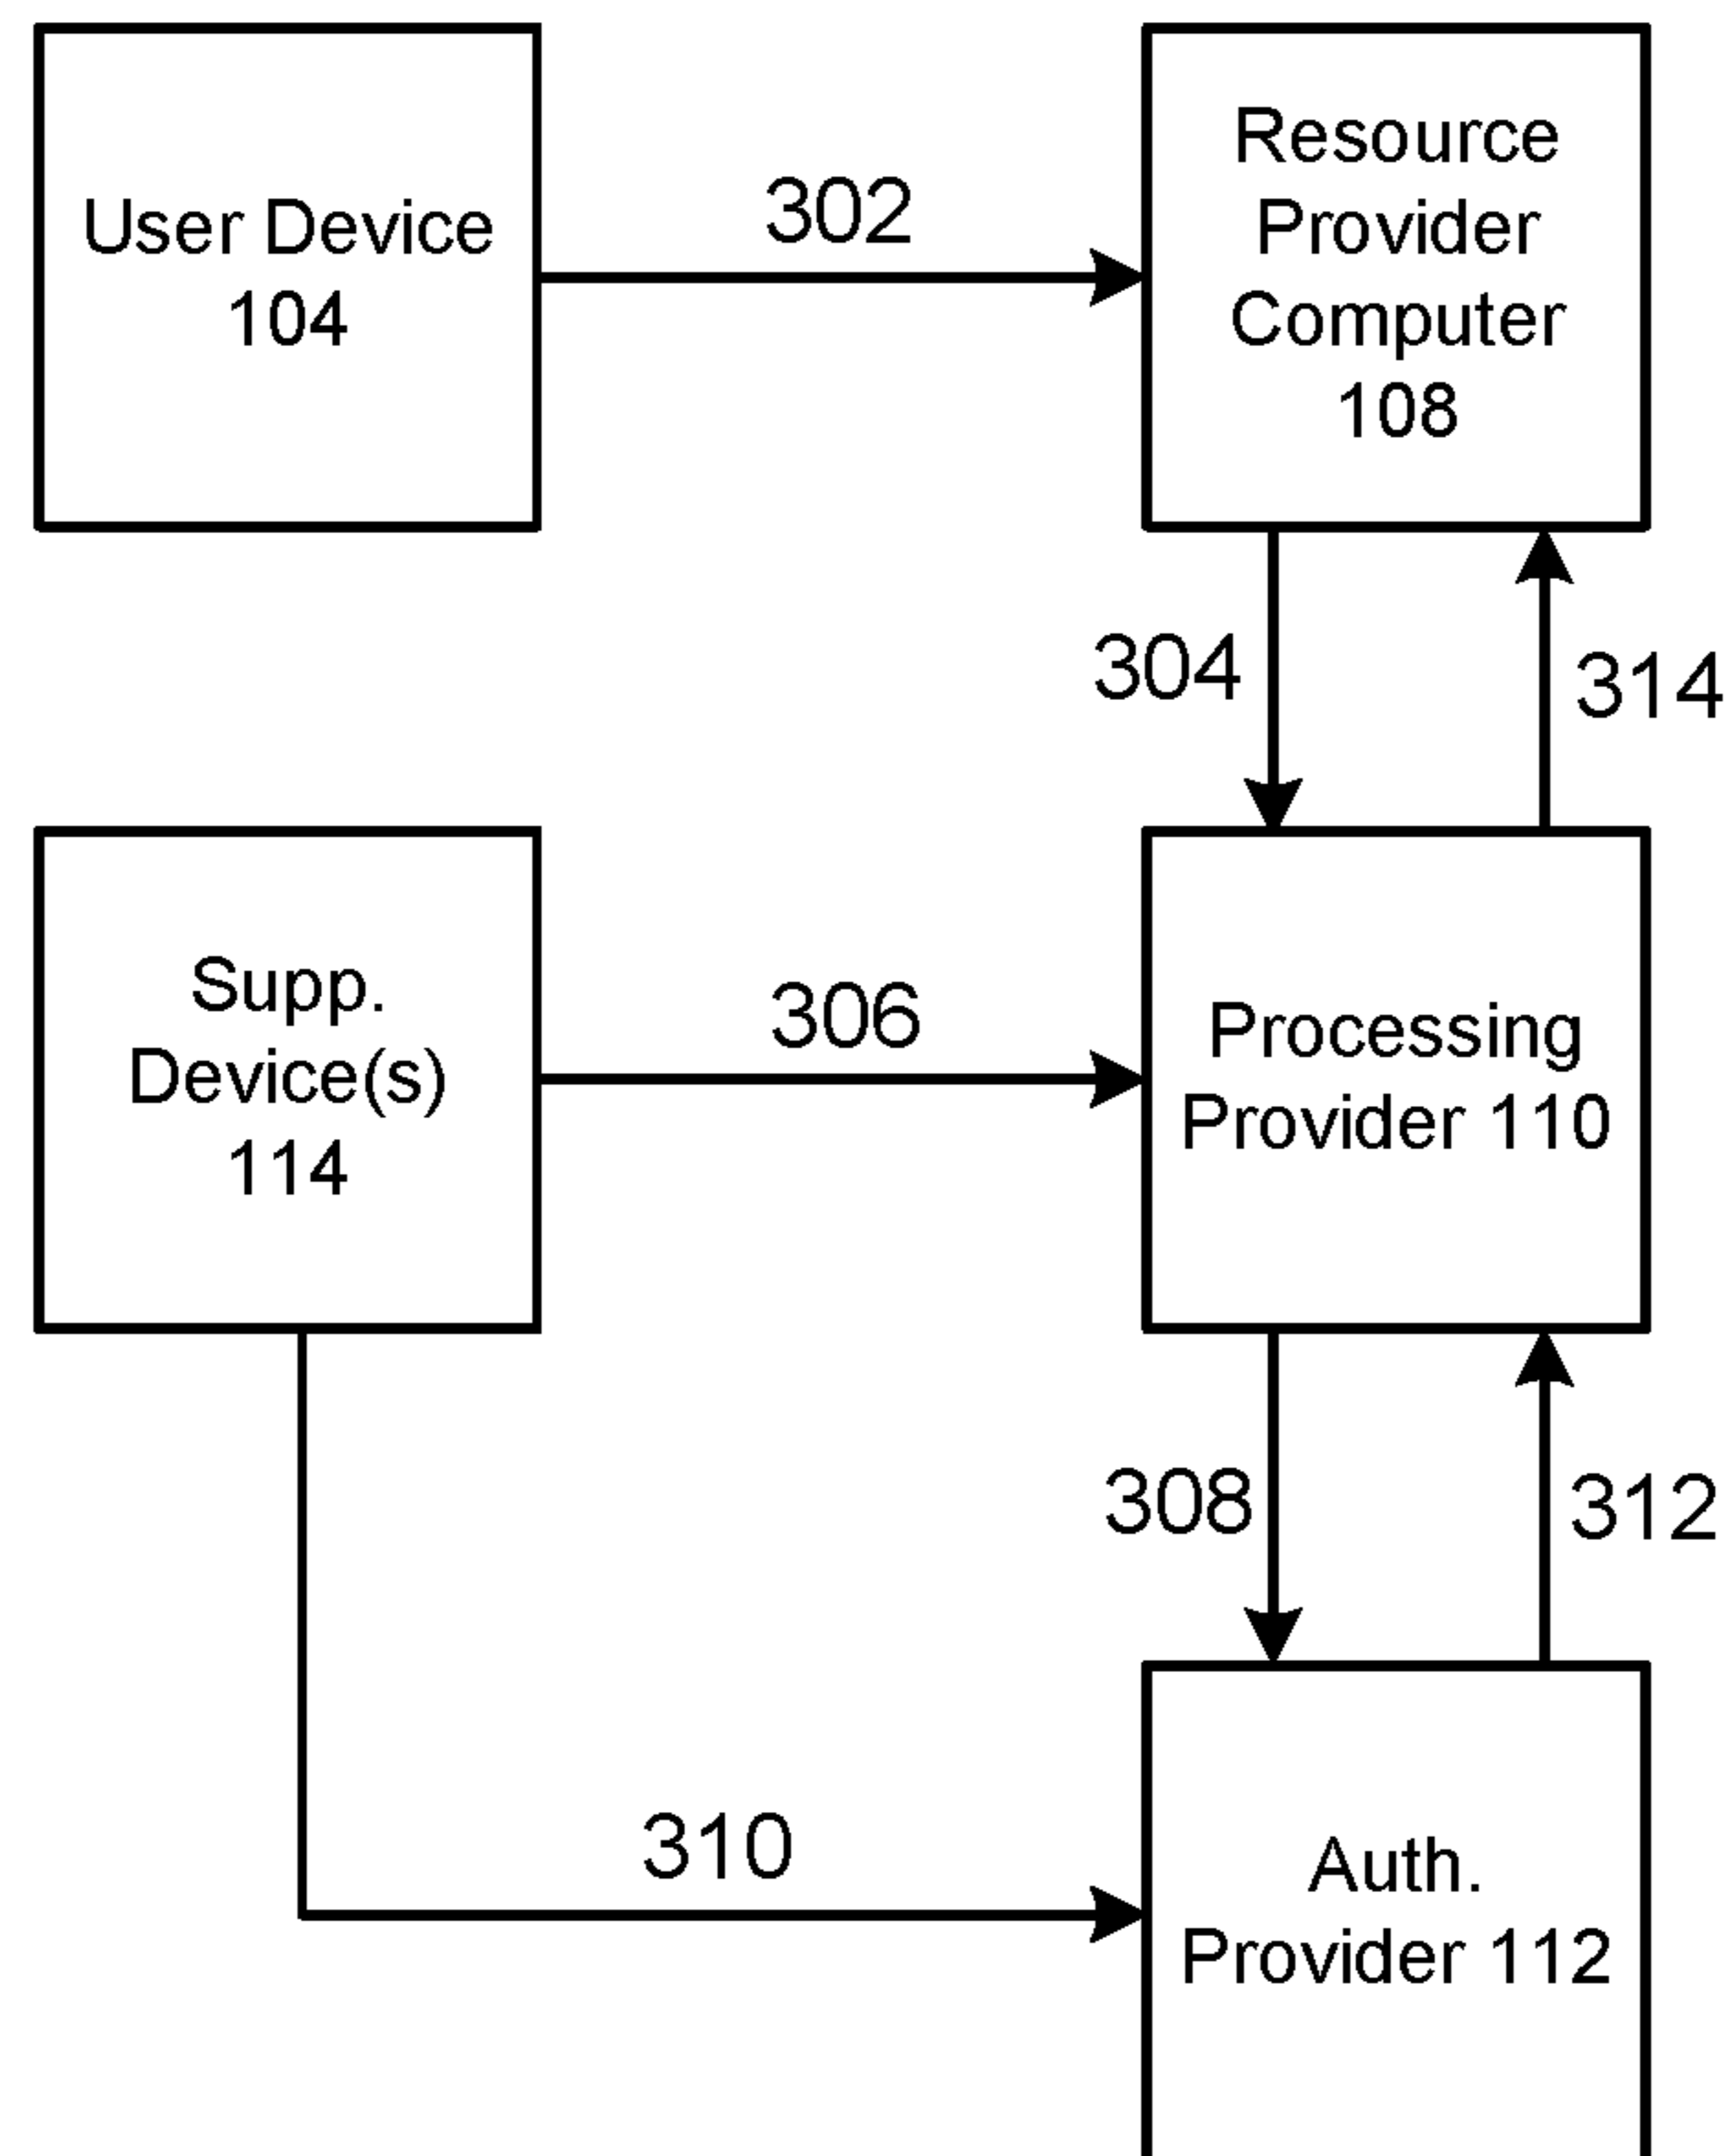 User Device
104
302
Resource
Provider
Computer
108
304
314
Supp.
Device(s)
114
306
Processing
Provider 110
308
312
310
Auth.
Provider 112